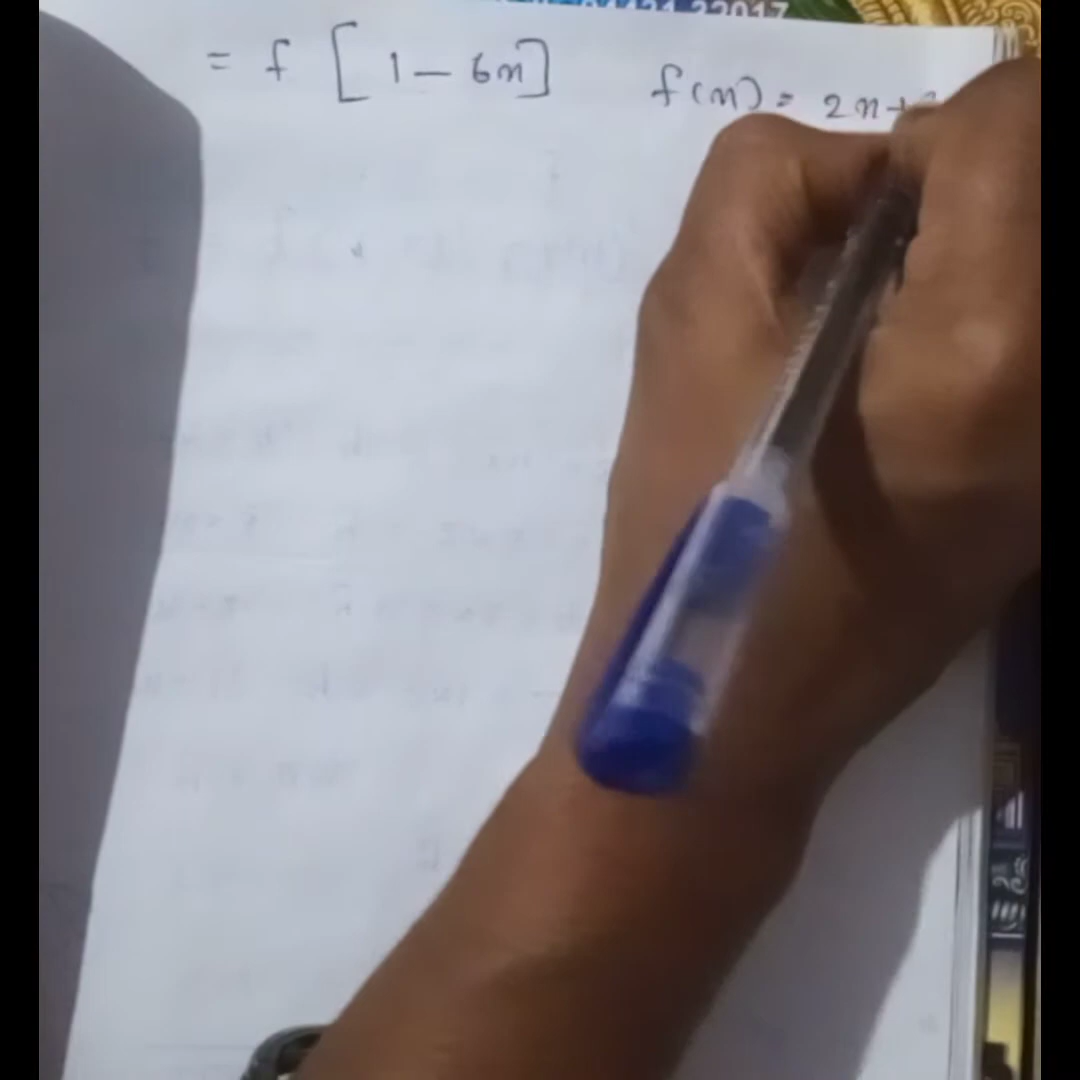 = f [ 1 - 6x ] f(x) = 2x +